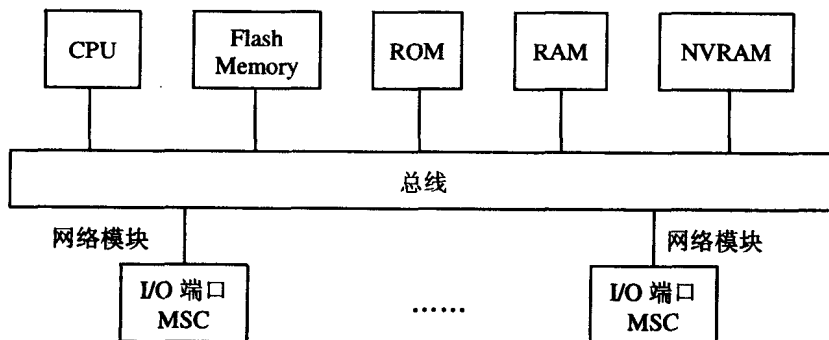 CPU
Flash
Memory
ROM
RAM
NVRAM
总线
网络模块
网络模块
I/O 端口
MSC
……
I/O 端口
MSC